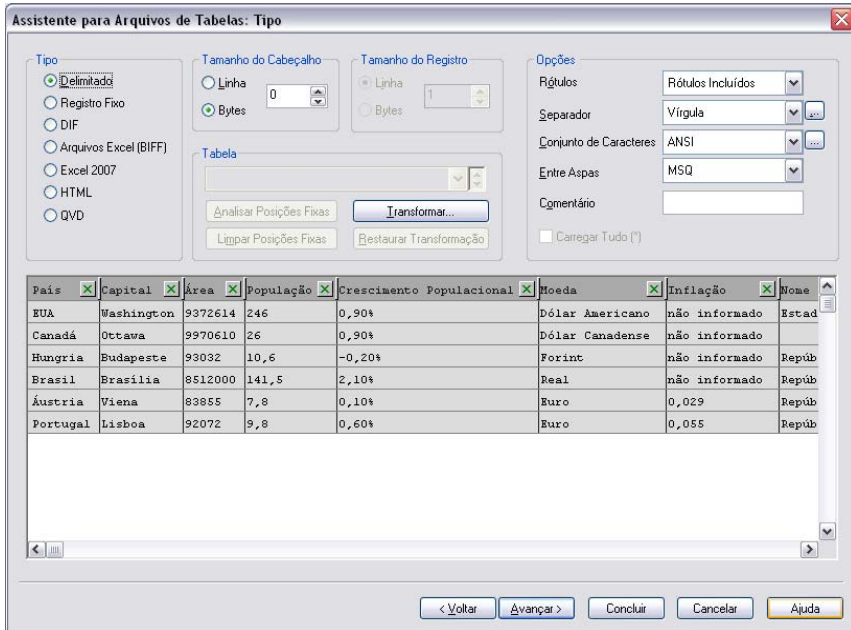 Assistente para Arquivos de Tabelas: Tipo
Tipo
Delimitado
Registro Fixo
DIF
Arquivos Excel (BIFF)
Excel 2007
HTML
QVD
Tamanho do Cabeçalho
Linha
Bytes
0
Tamanho do Registro
Linha
Bytes
1
Tabela
Analisar Posições Fixas
Transformar...
Limpar Posições Fixas
Restaurar Transformação
Opções
Rótulos Rótulos Incluídos
Separador Vírgula ...
Conjunto de Caracteres ANSI ...
Entre Aspas MSQ
Comentário
Carregar Tudo (*)
País Capital Área População Crescimento Populacional Moeda Inflação Nome
EUA Washington 9372614 246 0,90% Dólar Americano não informado Estad
Canadá Ottawa 9970610 26 0,90% Dólar Canadense não informado
Hungria Budapeste 93032 10,6 -0,20% Forint não informado Repúb
Brasil Brasília 8512000 141,5 2,10% Real não informado Repúb
Áustria Viena 83855 7,8 0,10% Euro 0,029 Repúb
Portugal Lisboa 92072 9,8 0,60% Euro 0,055 Repúb
< Voltar Avançar > Concluir Cancelar Ajuda